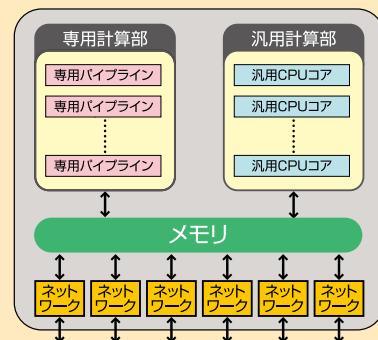 専用計算部
専用パイプライン
専用パイプライン
専用パイプライン
汎用計算部
汎用CPUコア
汎用CPUコア
汎用CPUコア
メモリ
ネット
ワーク
ネット
ワーク
ネット
ワーク
ネット
ワーク
ネット
ワーク
ネット
ワーク